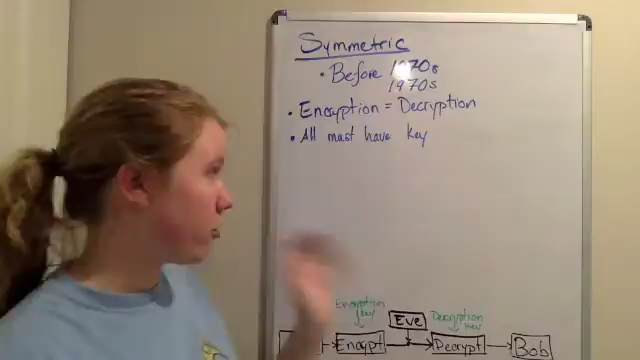 Symmetric
• Before 1970s
1970s
• Encryption = Decryption
• All must have key
Encryption key
Eve
Decryption key
Encrypt
Decrypt
Bob